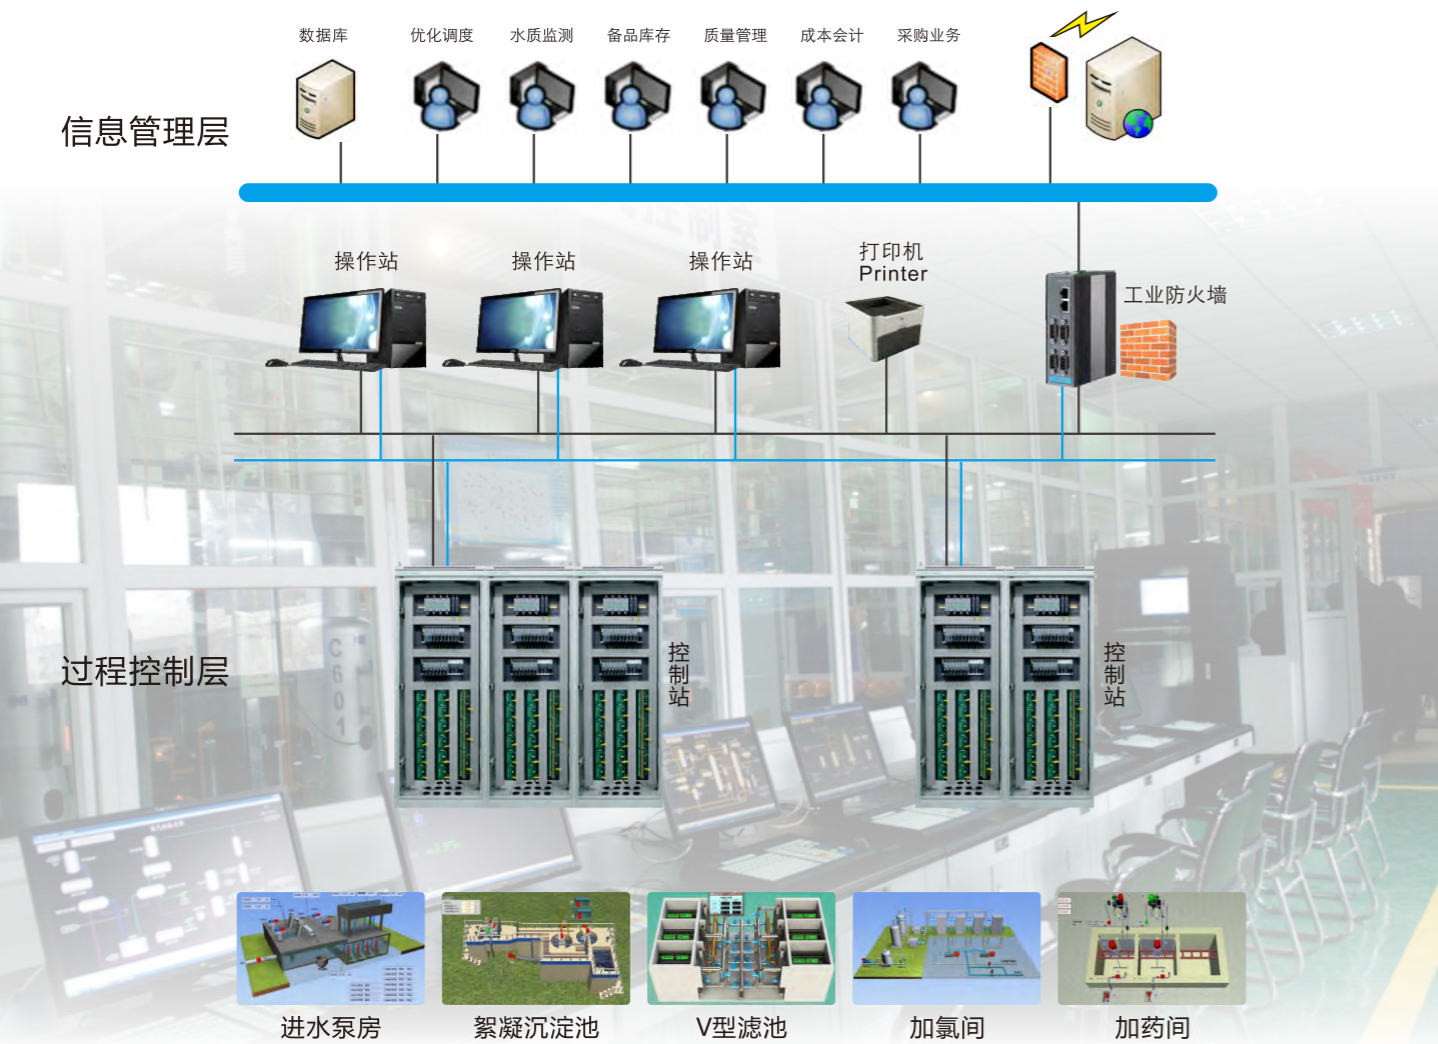 数据库
优化调度
水质监测
备品库存
质量管理
成本会计
采购业务
信息管理层
操作站
操作站
操作站
打印机
Printer
工业防火墙
过程控制层
控制站
控制站
C601
进水泵房
絮凝沉淀池
V型滤池
加氯间
加药间